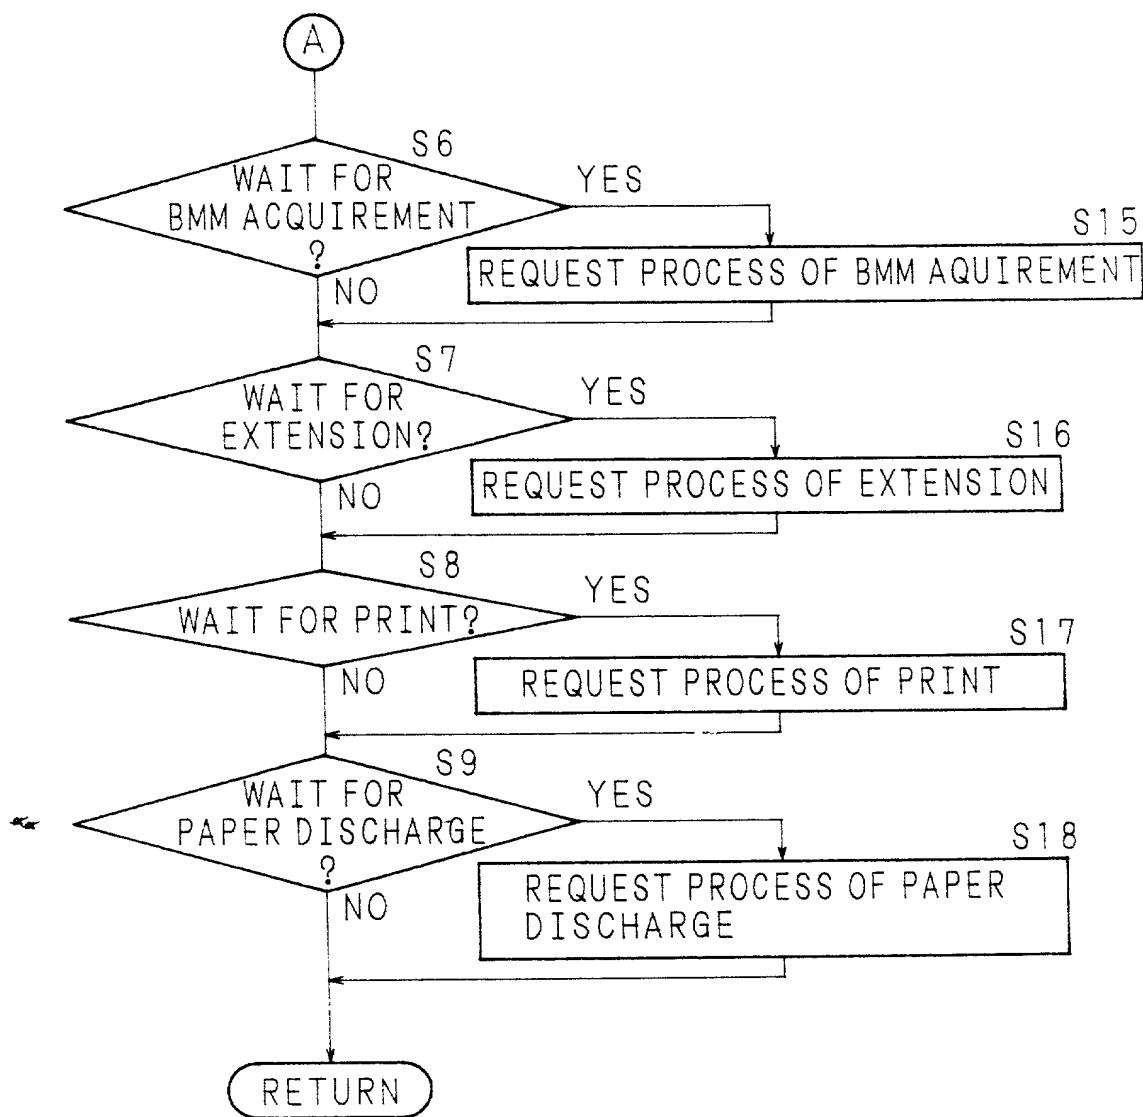 A
S6
WAIT FOR
BMM ACQUIREMENT
?
YES
NO
S15
REQUEST PROCESS OF BMM AQUIREMENT
S7
WAIT FOR
EXTENSION?
YES
NO
S16
REQUEST PROCESS OF EXTENSION
S8
WAIT FOR PRINT?
YES
NO
S17
REQUEST PROCESS OF PRINT
S9
WAIT FOR
PAPER DISCHARGE
?
YES
NO
S18
REQUEST PROCESS OF PAPER
DISCHARGE
RETURN